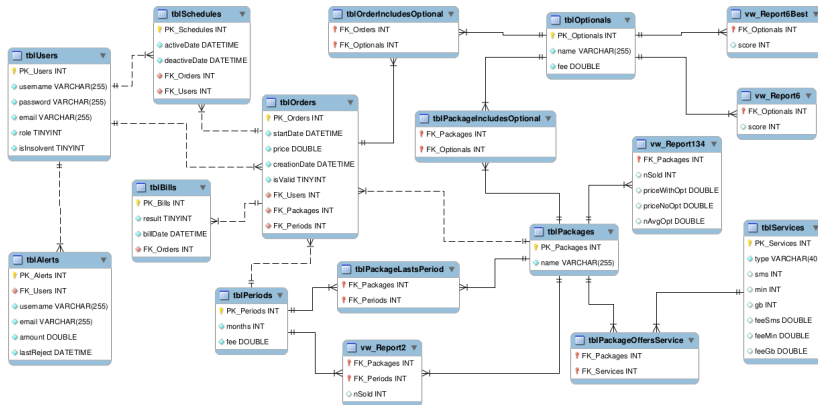 tblUsers
PK_Users INT
username VARCHAR(255)
password VARCHAR(255)
email VARCHAR(255)
role TINYINT
isInsolvent TINYINT
tblSchedules
PK_Schedules INT
activeDate DATETIME
deactiveDate DATETIME
FK_Orders INT
FK_Users INT
tblOrderIncludesOptional
FK_Orders INT
FK_Optionals INT
tblOptionals
PK_Optionals INT
name VARCHAR(255)
fee DOUBLE
vw_Report6Best
FK_Optionals INT
score INT
vw_Report6
FK_Optionals INT
score INT
tblOrders
PK_Orders INT
startDate DATETIME
price DOUBLE
creationDate DATETIME
isValid TINYINT
FK_Users INT
FK_Packages INT
FK_Periods INT
tblPackageIncludesOptional
FK_Packages INT
FK_Optionals INT
vw_Report134
FK_Packages INT
nSold INT
priceWithOpt DOUBLE
priceNoOpt DOUBLE
nAvgOpt DOUBLE
tblBills
PK_Bills INT
result TINYINT
billDate DATETIME
FK_Orders INT
tblPackages
PK_Packages INT
name VARCHAR(255)
tblServices
PK_Services INT
type VARCHAR(40
sms INT
min INT
gb INT
feeSms DOUBLE
feeMin DOUBLE
feeGb DOUBLE
tblAlerts
PK_Alerts INT
FK_Users INT
username VARCHAR(255)
email VARCHAR(255)
amount DOUBLE
lastReject DATETIME
tblPeriods
PK_Periods INT
months INT
fee DOUBLE
tblPackageLastsPeriod
FK_Packages INT
FK_Periods INT
vw_Report2
FK_Packages INT
FK_Periods INT
nSold INT
tblPackageOffersService
FK_Packages INT
FK_Services INT